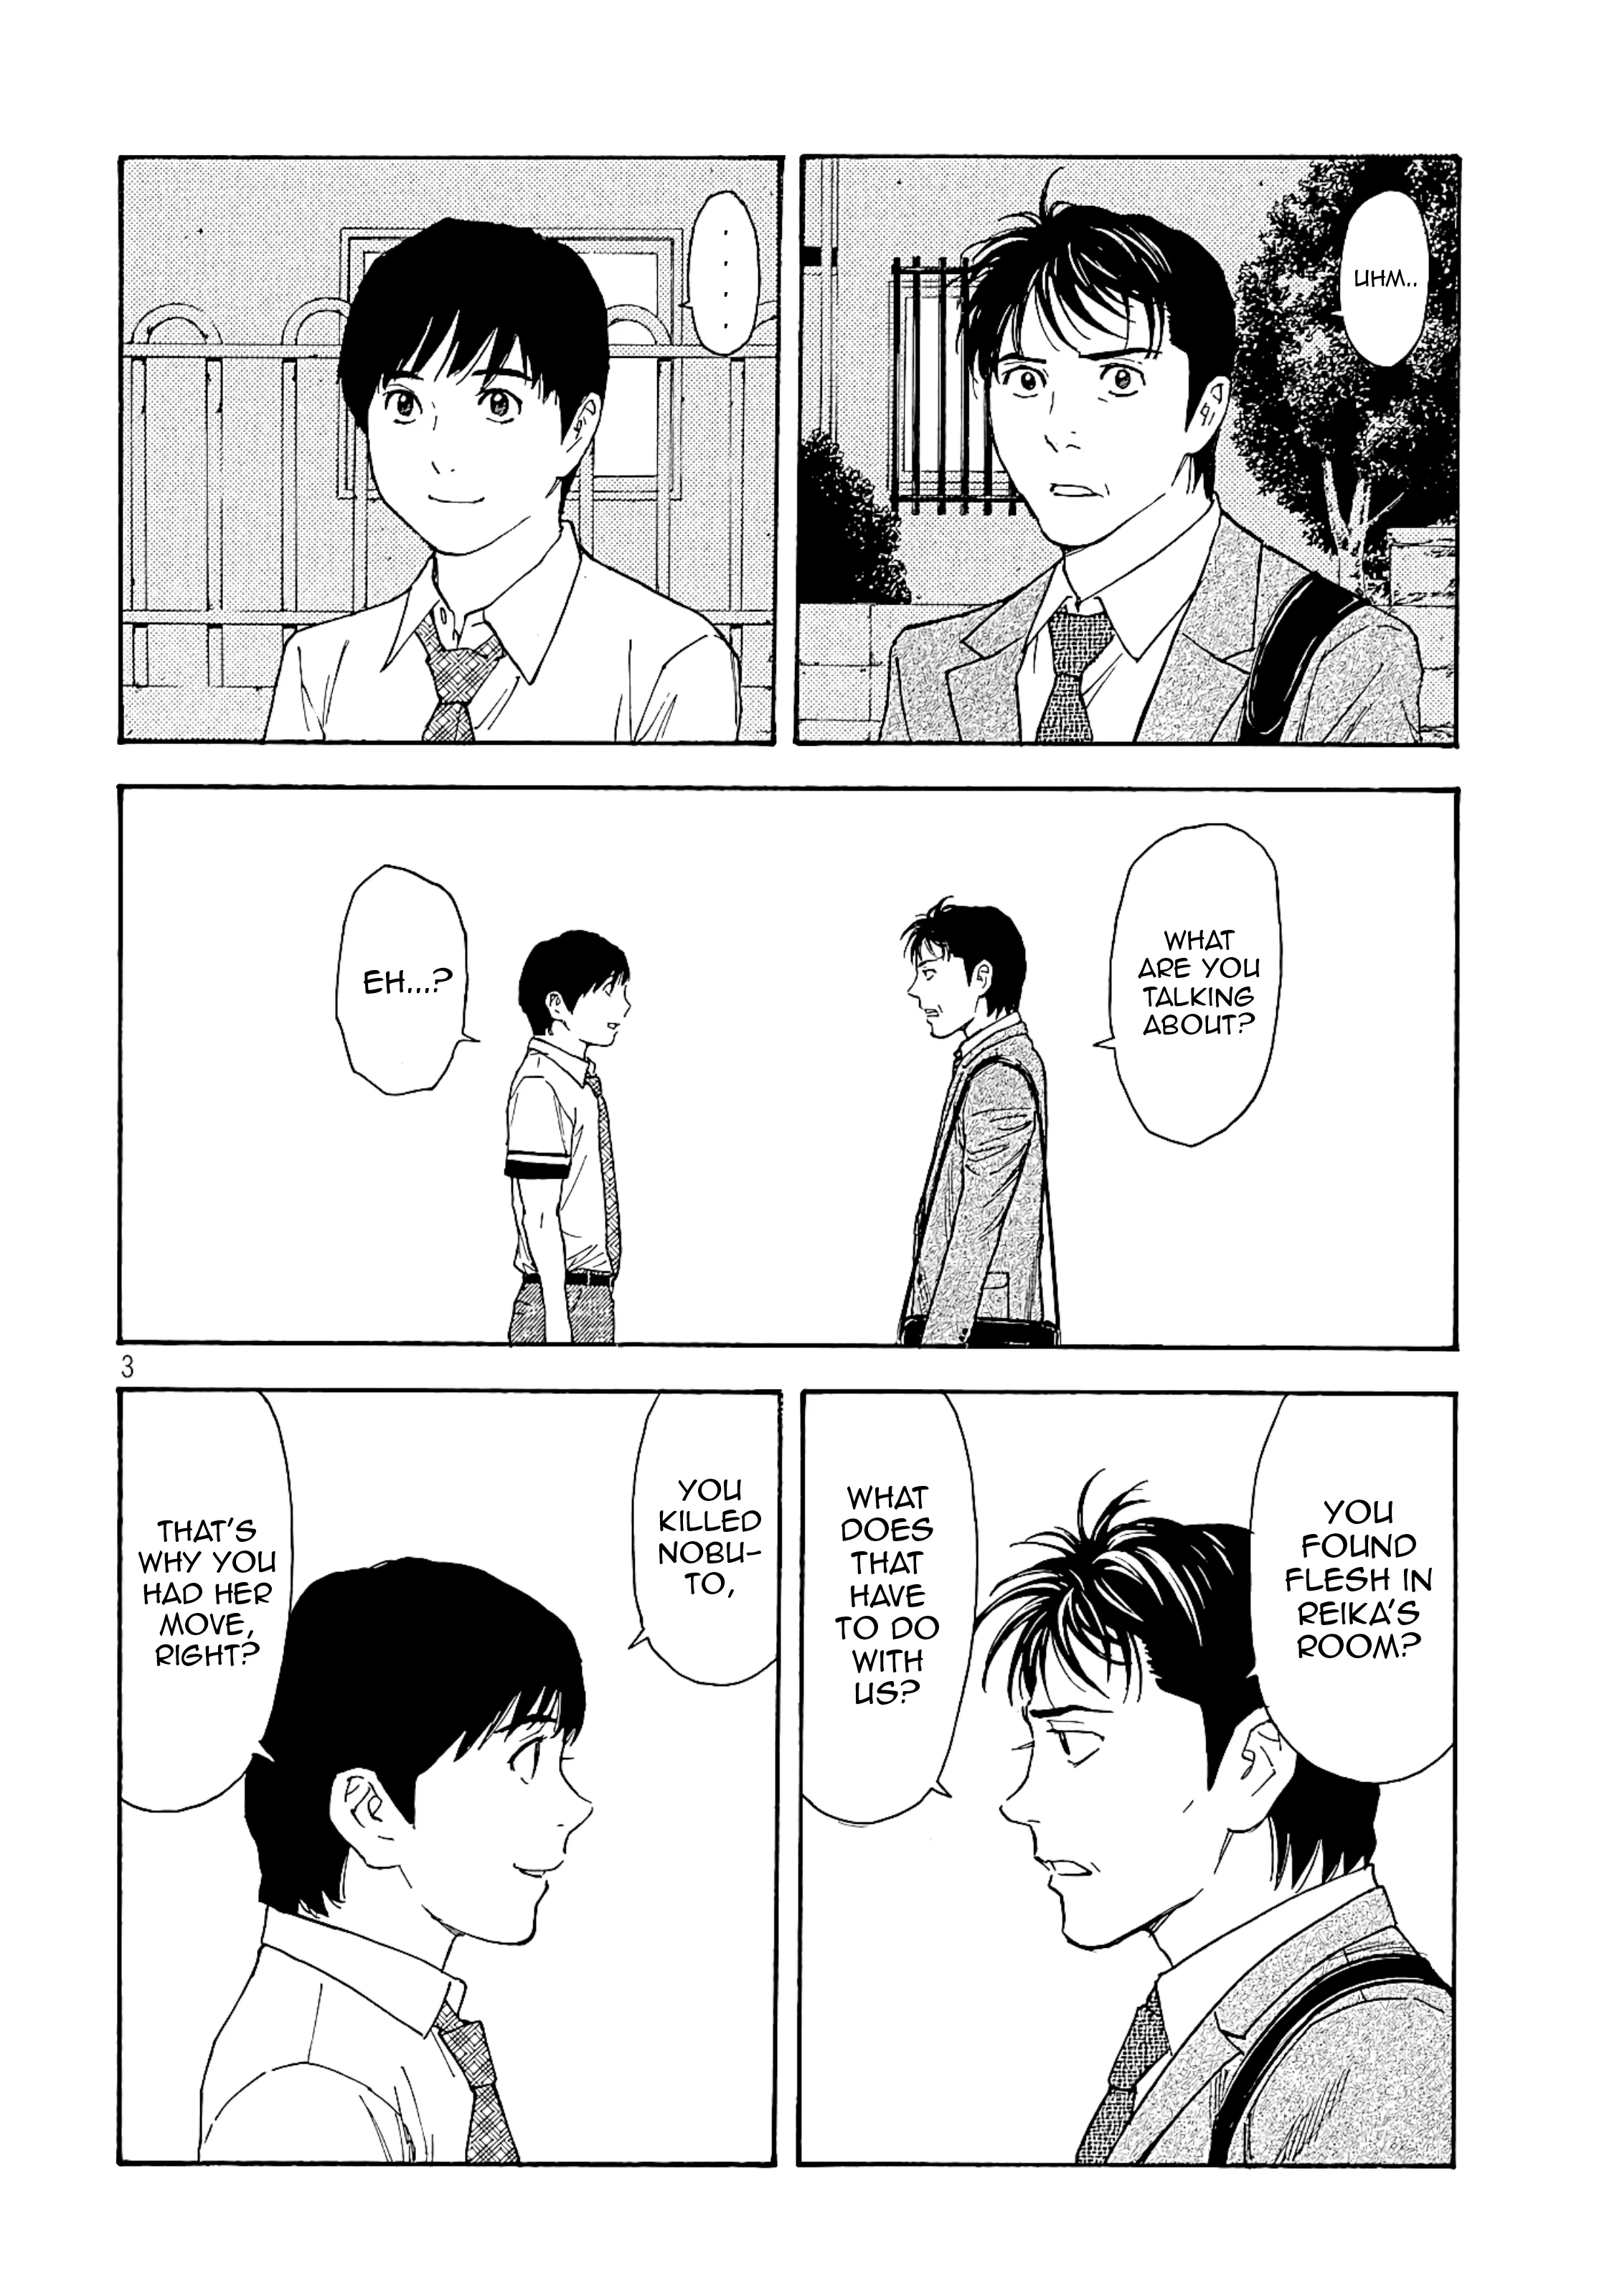 UHM..
. . . .
WHAT
ARE YOU
TALKING
ABOUT?
EH...?
3
YOU
FOUND
FLESH IN
REIKA'S
ROOM?
WHAT
DOES
THAT
HAVE
TO DO
WITH
US?
YOU
KILLED
NOBU-
TO,
THAT'S
WHY YOU
HAD HER
MOVE,
RIGHT?